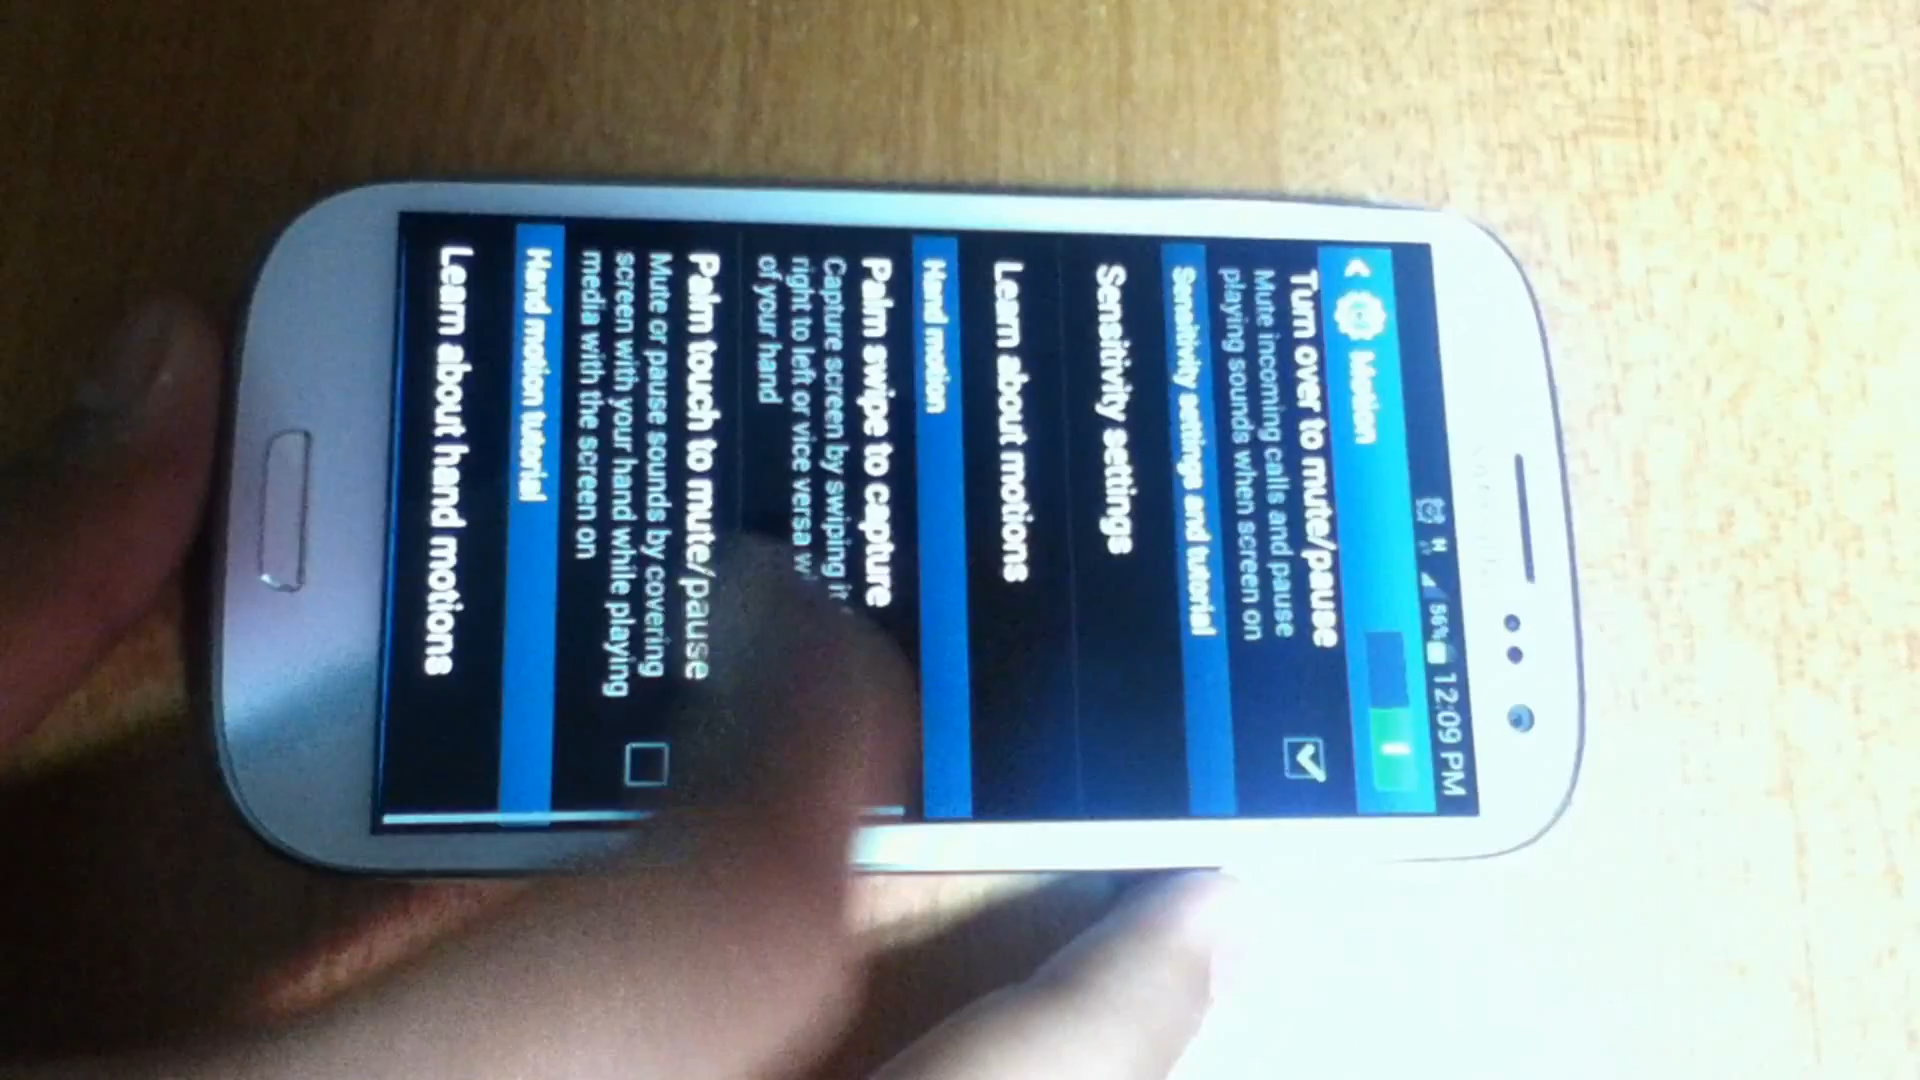 56% 12:09 PM
Motion
Turn over to mute/pause
Mute incoming calls and pause
playing sounds when screen on
Sensitivity settings and tutorial
Sensitivity settings
Learn about motions
Hand motion
Palm swipe to capture
Capture screen by swiping it
right to left or vice versa
of your hand
Palm touch to mute/pause
Mute or pause sounds by covering
screen with your hand while playing
media with the screen on
Hand motion tutorial
Learn about hand motions